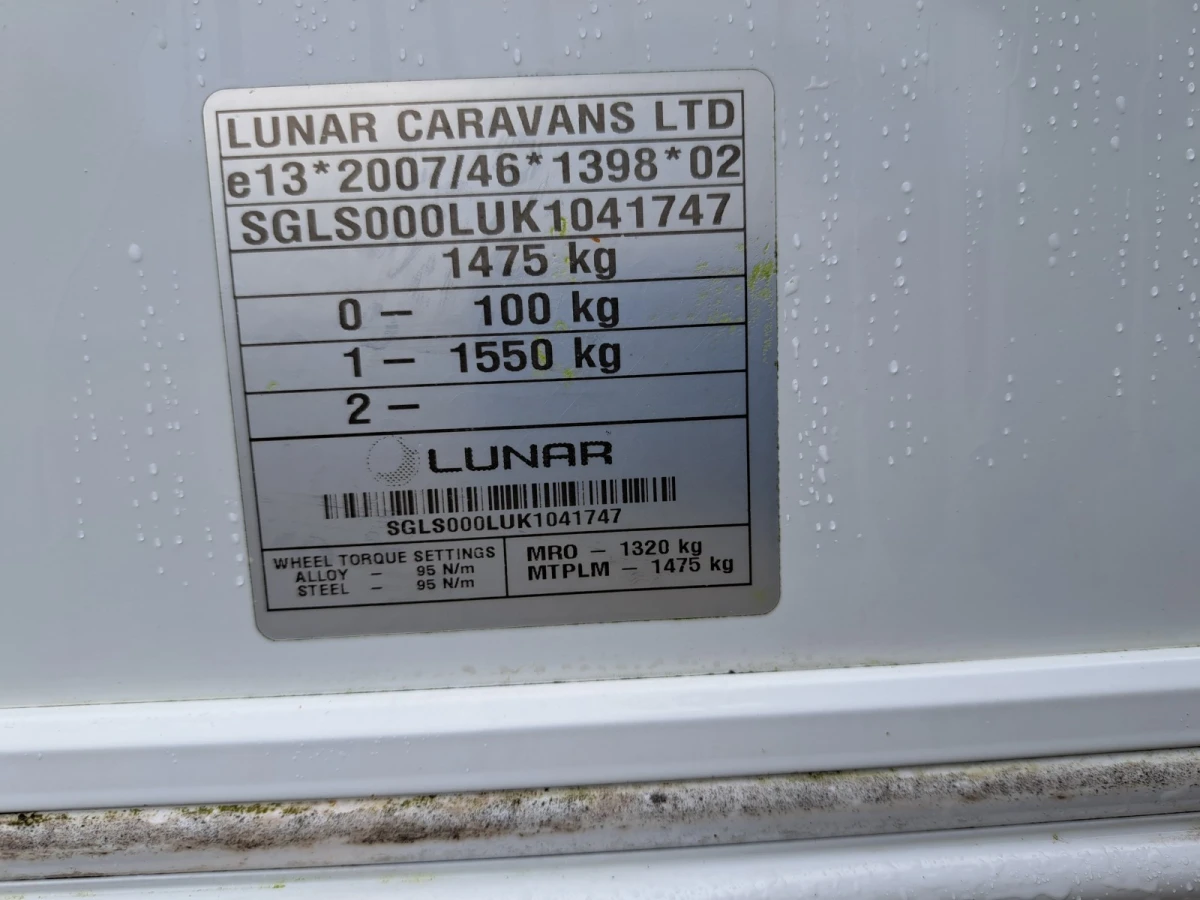 LUNAR CARAVANS LTD
e13*2007/46*1398*02
SGLS000LUK1041747
1475 kg
0 – 100 kg
1 – 1550 kg
2 –
LUNAR
SGLS000LUK1041747
WHEEL TORQUE SETTINGS
ALLOY – 95 N/m
STEEL – 95 N/m
MRO – 1320 kg
MTPLM – 1475 kg